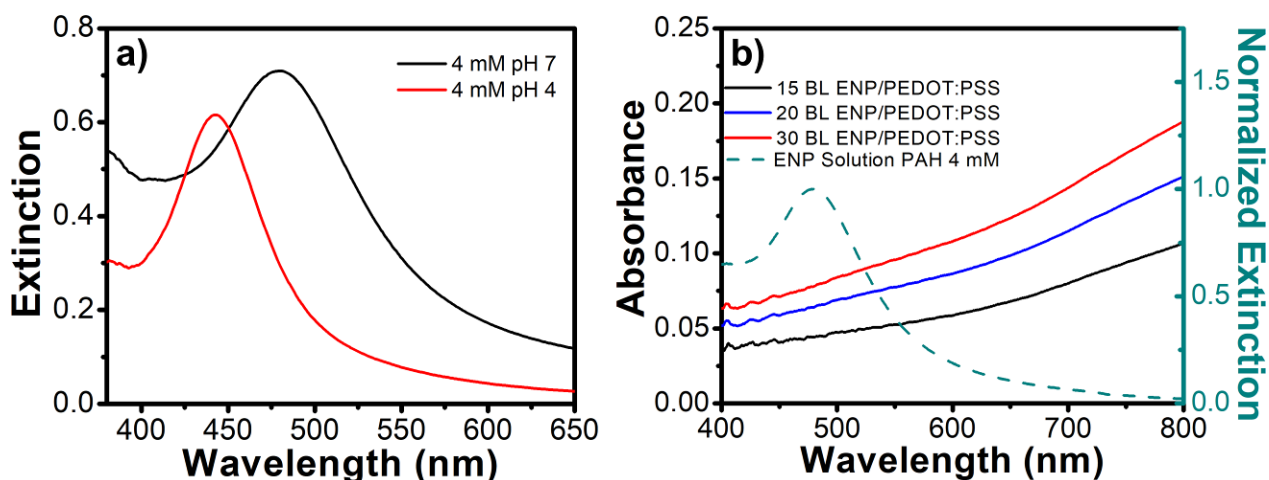 a)
4 mM pH 7
4 mM pH 4
Extinction
0.8
0.6
0.4
0.2
0.0
400 450 500 550 600 650
Wavelength (nm)
b)
15 BL ENP/PEDOT:PSS
20 BL ENP/PEDOT:PSS
30 BL ENP/PEDOT:PSS
ENP Solution PAH 4 mM
Absorbance
0.25
0.20
0.15
0.10
0.05
0.00
400 500 600 700 800
Wavelength (nm)
1.5
1.0
0.5
0.0
Normalized Extinction